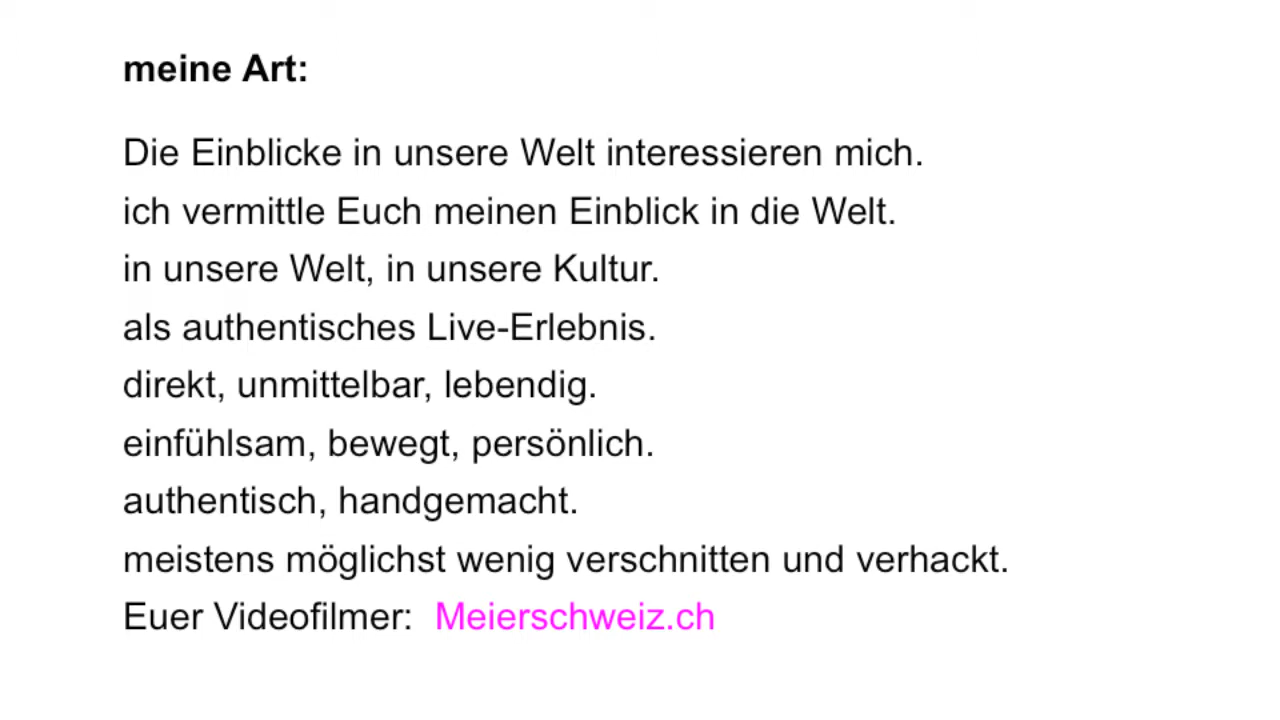 meine Art:
Die Einblicke in unsere Welt interessieren mich.
ich vermittle Euch meinen Einblick in die Welt.
in unsere Welt, in unsere Kultur.
als authentisches Live-Erlebnis.
direkt, unmittelbar, lebendig.
einfühlsam, bewegt, persönlich.
authentisch, handgemacht.
meistens möglichst wenig verschnitten und verhackt.
Euer Videofilmer: Meierschweiz.ch